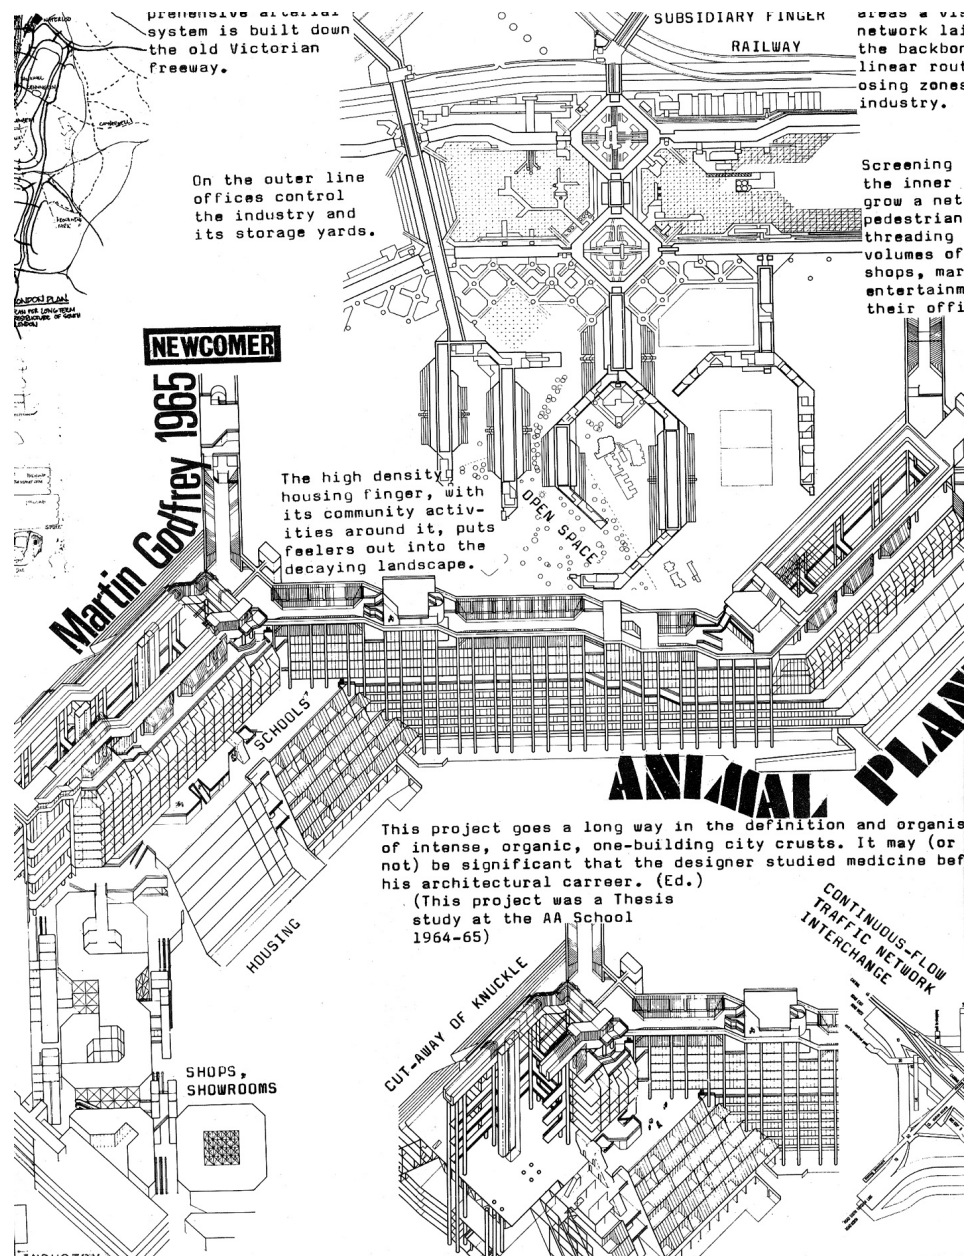 prehensive arterial
system is built down
the old Victorian
freeway.
SUBSIDIARY FINGER
RAILWAY
areas a vis
network lai
the backbon
linear rout
osing zones
industry.
On the outer line
offices control
the industry and
its storage yards.
Screening
the inner
grow a net
pedestrian
threading
volumes of
shops, mar
entertainm
their offi
LONDON PLAN
NEWCOMER
Martin Godfrey 1965
The high density
housing finger, with
its community activ-
ities around it, puts
feelers out into the
decaying landscape.
OPEN SPACE
SCHOOLS
HOUSING
ANIMAL PLAN
This project goes a long way in the definition and organis
of intense, organic, one-building city crusts. It may (or
not) be significant that the designer studied medicine bef
his architectural carreer. (Ed.)
(This project was a Thesis
study at the AA School
1964-65)
CONTINUOUS-FLOW
TRAFFIC NETWORK
INTERCHANGE
CUT-AWAY OF KNUCKLE
SHOPS,
SHOWROOMS
INDUSTRY